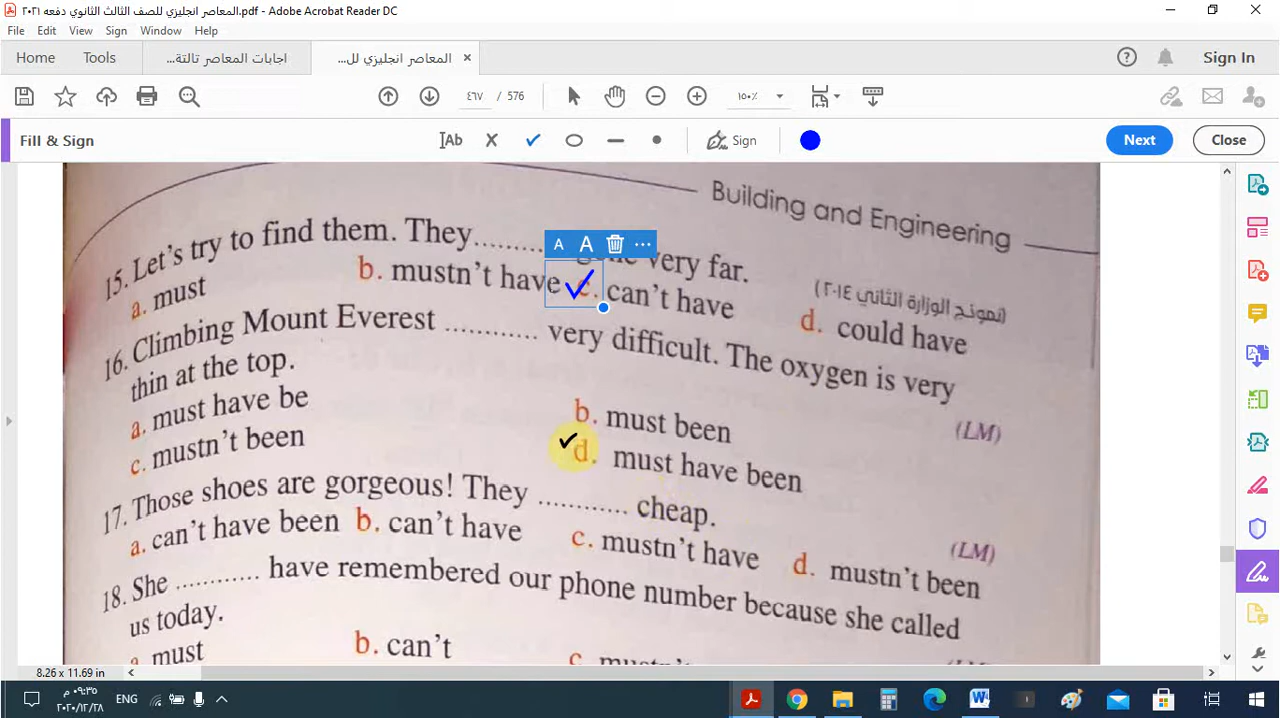 المعاصر انجليزي للصف الثالث الثانوي دفعه ٢٠٢١.pdf - Adobe Acrobat Reader DC
File Edit View Sign Window Help
Home Tools اجابات المعاصر تالتة... المعاصر انجليزي لل... Sign In
٤٦٧ / 576 ١٥٠٪
Fill & Sign Ab Sign Next Close
Building and Engineering
15. Let's try to find them. They......... gone very far.
(نموذج الوزارة الثاني ٢٠١٤)
a. must b. mustn't have c. can't have d. could have
16. Climbing Mount Everest ............ very difficult. The oxygen is very
thin at the top.
(LM)
a. must have be b. must been
c. mustn't been d. must have been
17. Those shoes are gorgeous! They ............ cheap.
(LM)
a. can't have been b. can't have c. mustn't have d. mustn't been
18. She ............ have remembered our phone number because she called
us today.
a. must b. can't c.
8.26 x 11.69 in
ENG ٠٩:٣٥ م
٢٠٢٠/١٢/٢٨